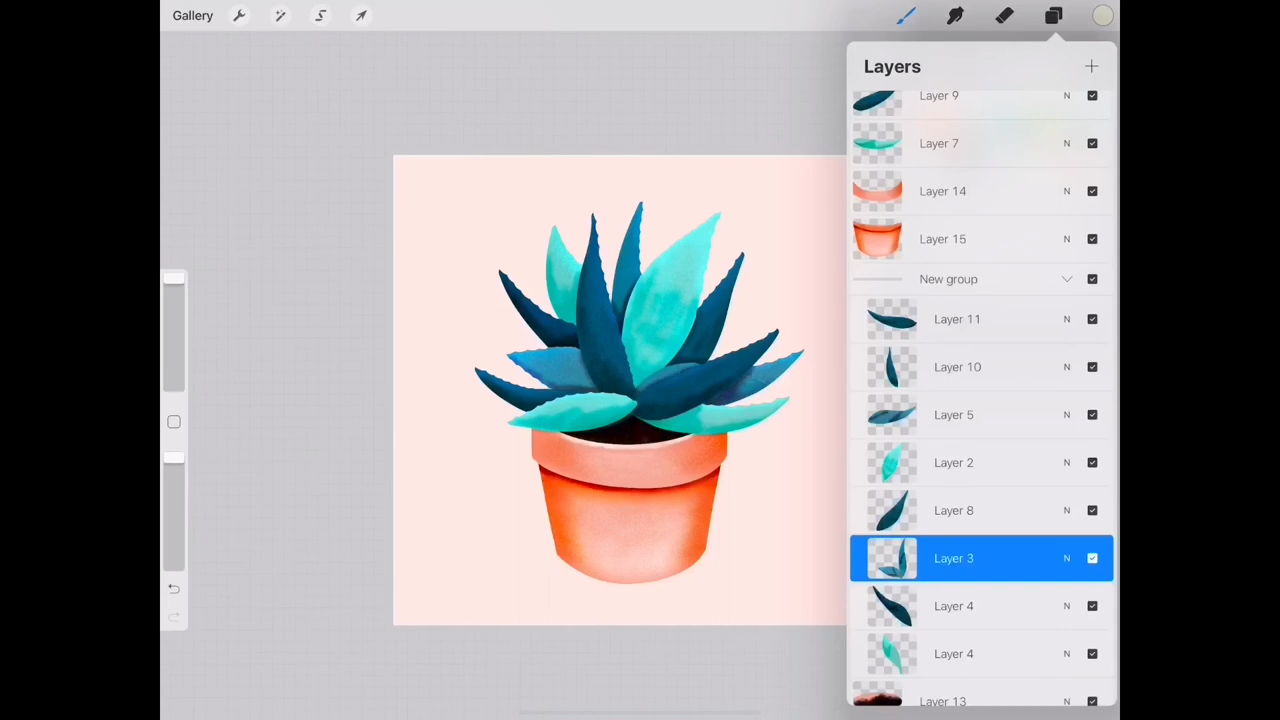 Gallery
Layers
Layer 9 N
Layer 7 N
Layer 14 N
Layer 15 N
New group
Layer 11 N
Layer 10 N
Layer 5 N
Layer 2 N
Layer 8 N
Layer 3 N
Layer 4 N
Layer 4 N
Layer 13 N